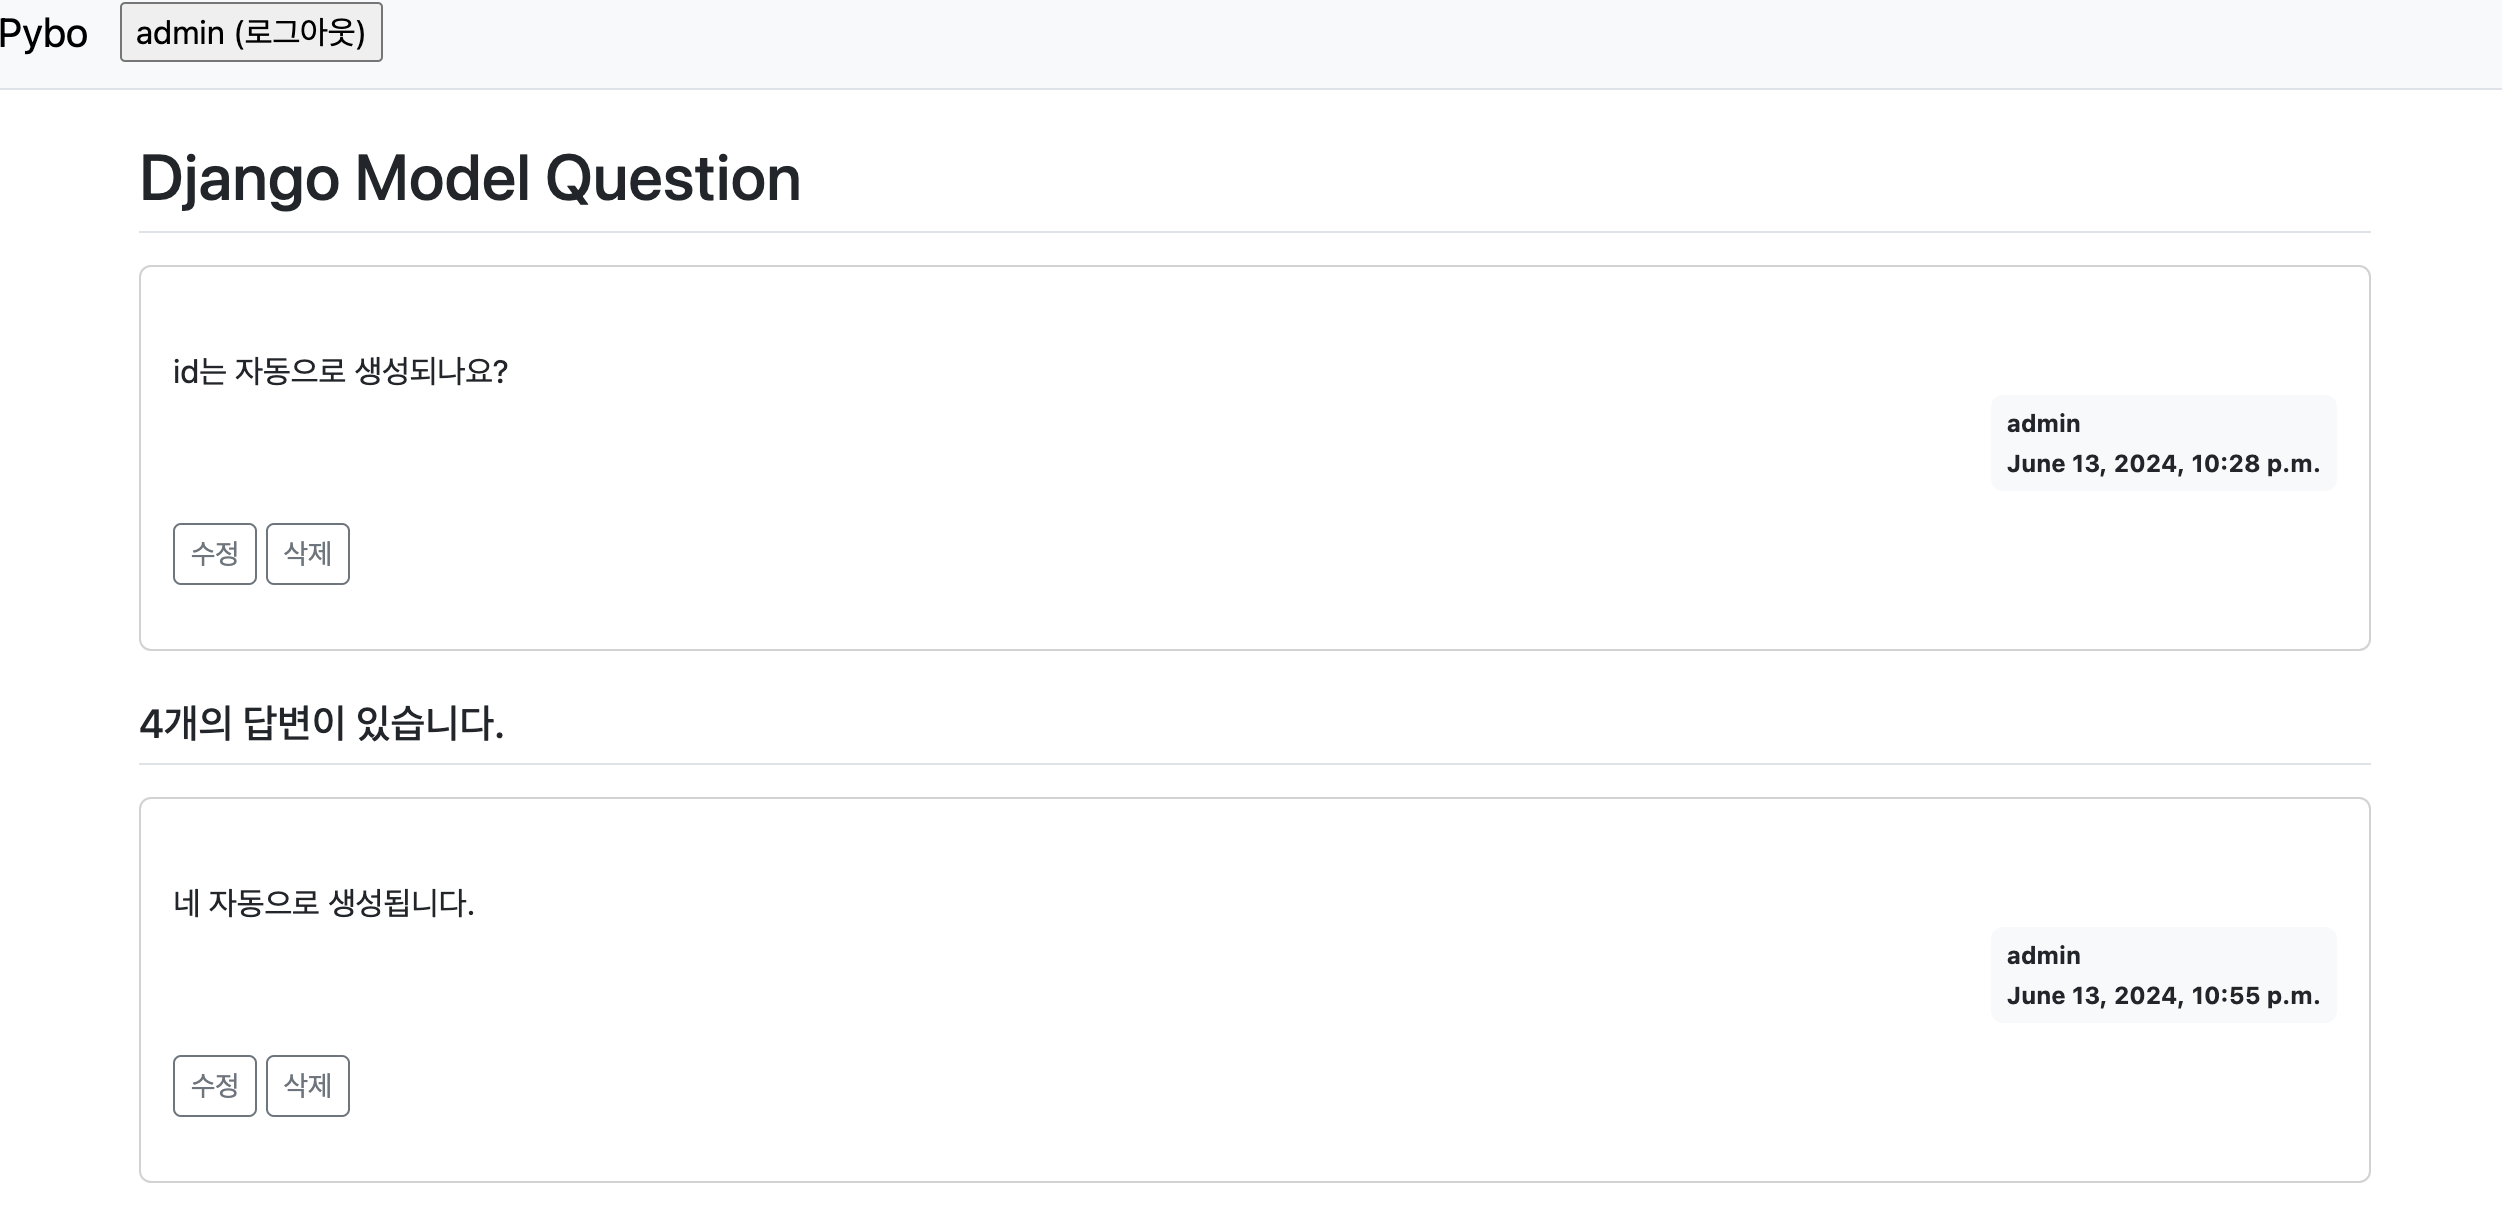 Pybo admin (로그아웃)
Django Model Question
id는 자동으로 생성되나요?
admin
June 13, 2024, 10:28 p.m.
수정 삭제
4개의 답변이 있습니다.
네 자동으로 생성됩니다.
admin
June 13, 2024, 10:55 p.m.
수정 삭제